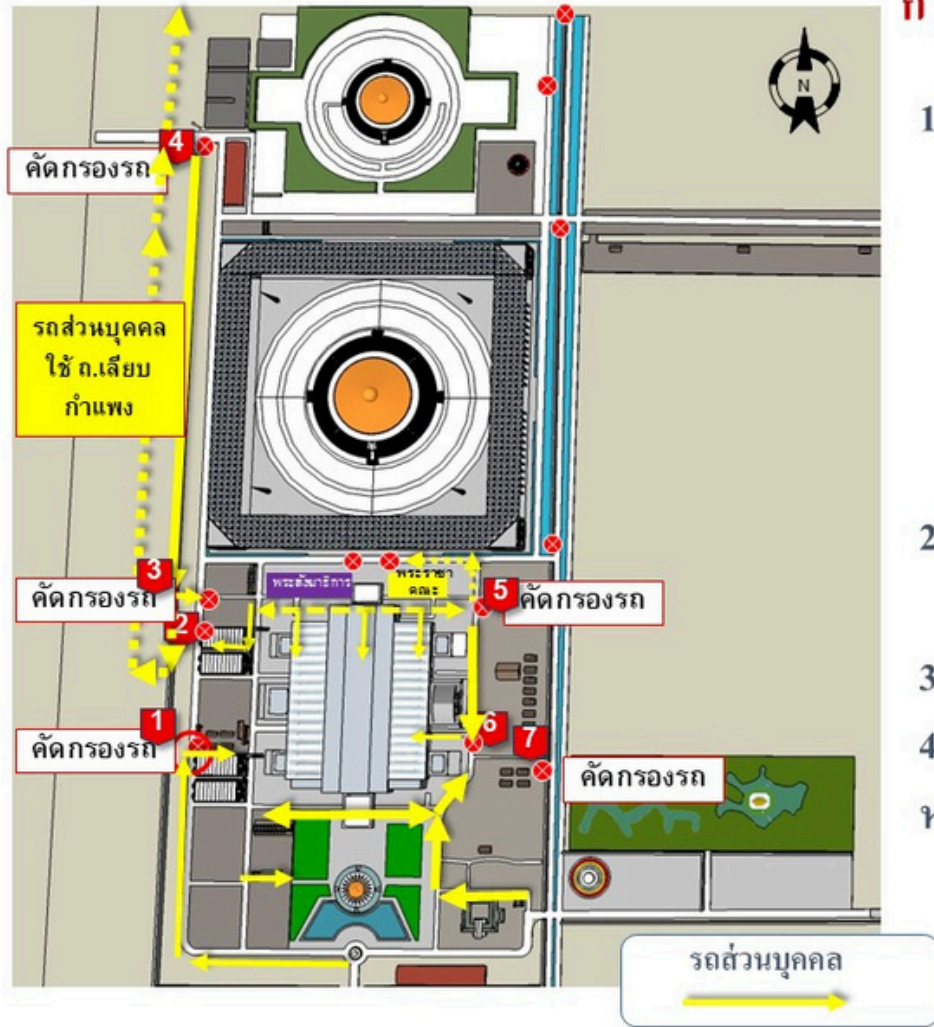 ก
N
1
4
คัดกรองรถ
รถส่วนบุคคล
ใช้ ถ.เลียบ
กำแพง
2
3
คัดกรองรถ
พระสังฆาธิการ
พระราชา
คณะ
5
คัดกรองรถ
2
3
1
คัดกรองรถ
6
7
คัดกรองรถ
4
ห
รถส่วนบุคคล